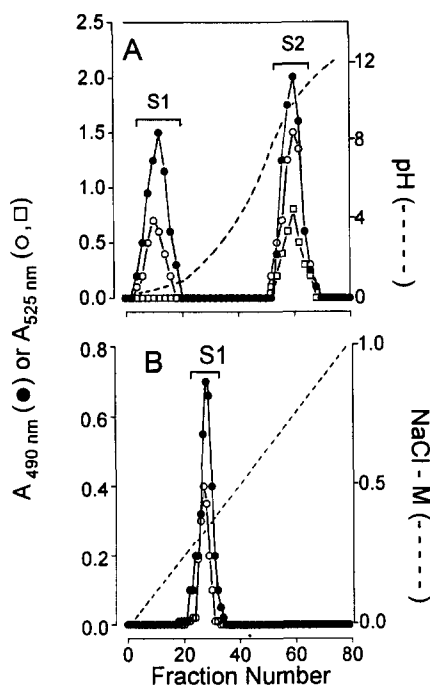 A
S1
S2
2.5
2.0
1.5
1.0
0.5
0.0
12
8
4
0
pH (-----)
A 490 nm (●) or A 525 nm (○, □)
B
S1
0.8
0.6
0.4
0.2
0.0
1.0
0.5
0.0
NaCl - M (-----)
0 20 40 60 80
Fraction Number